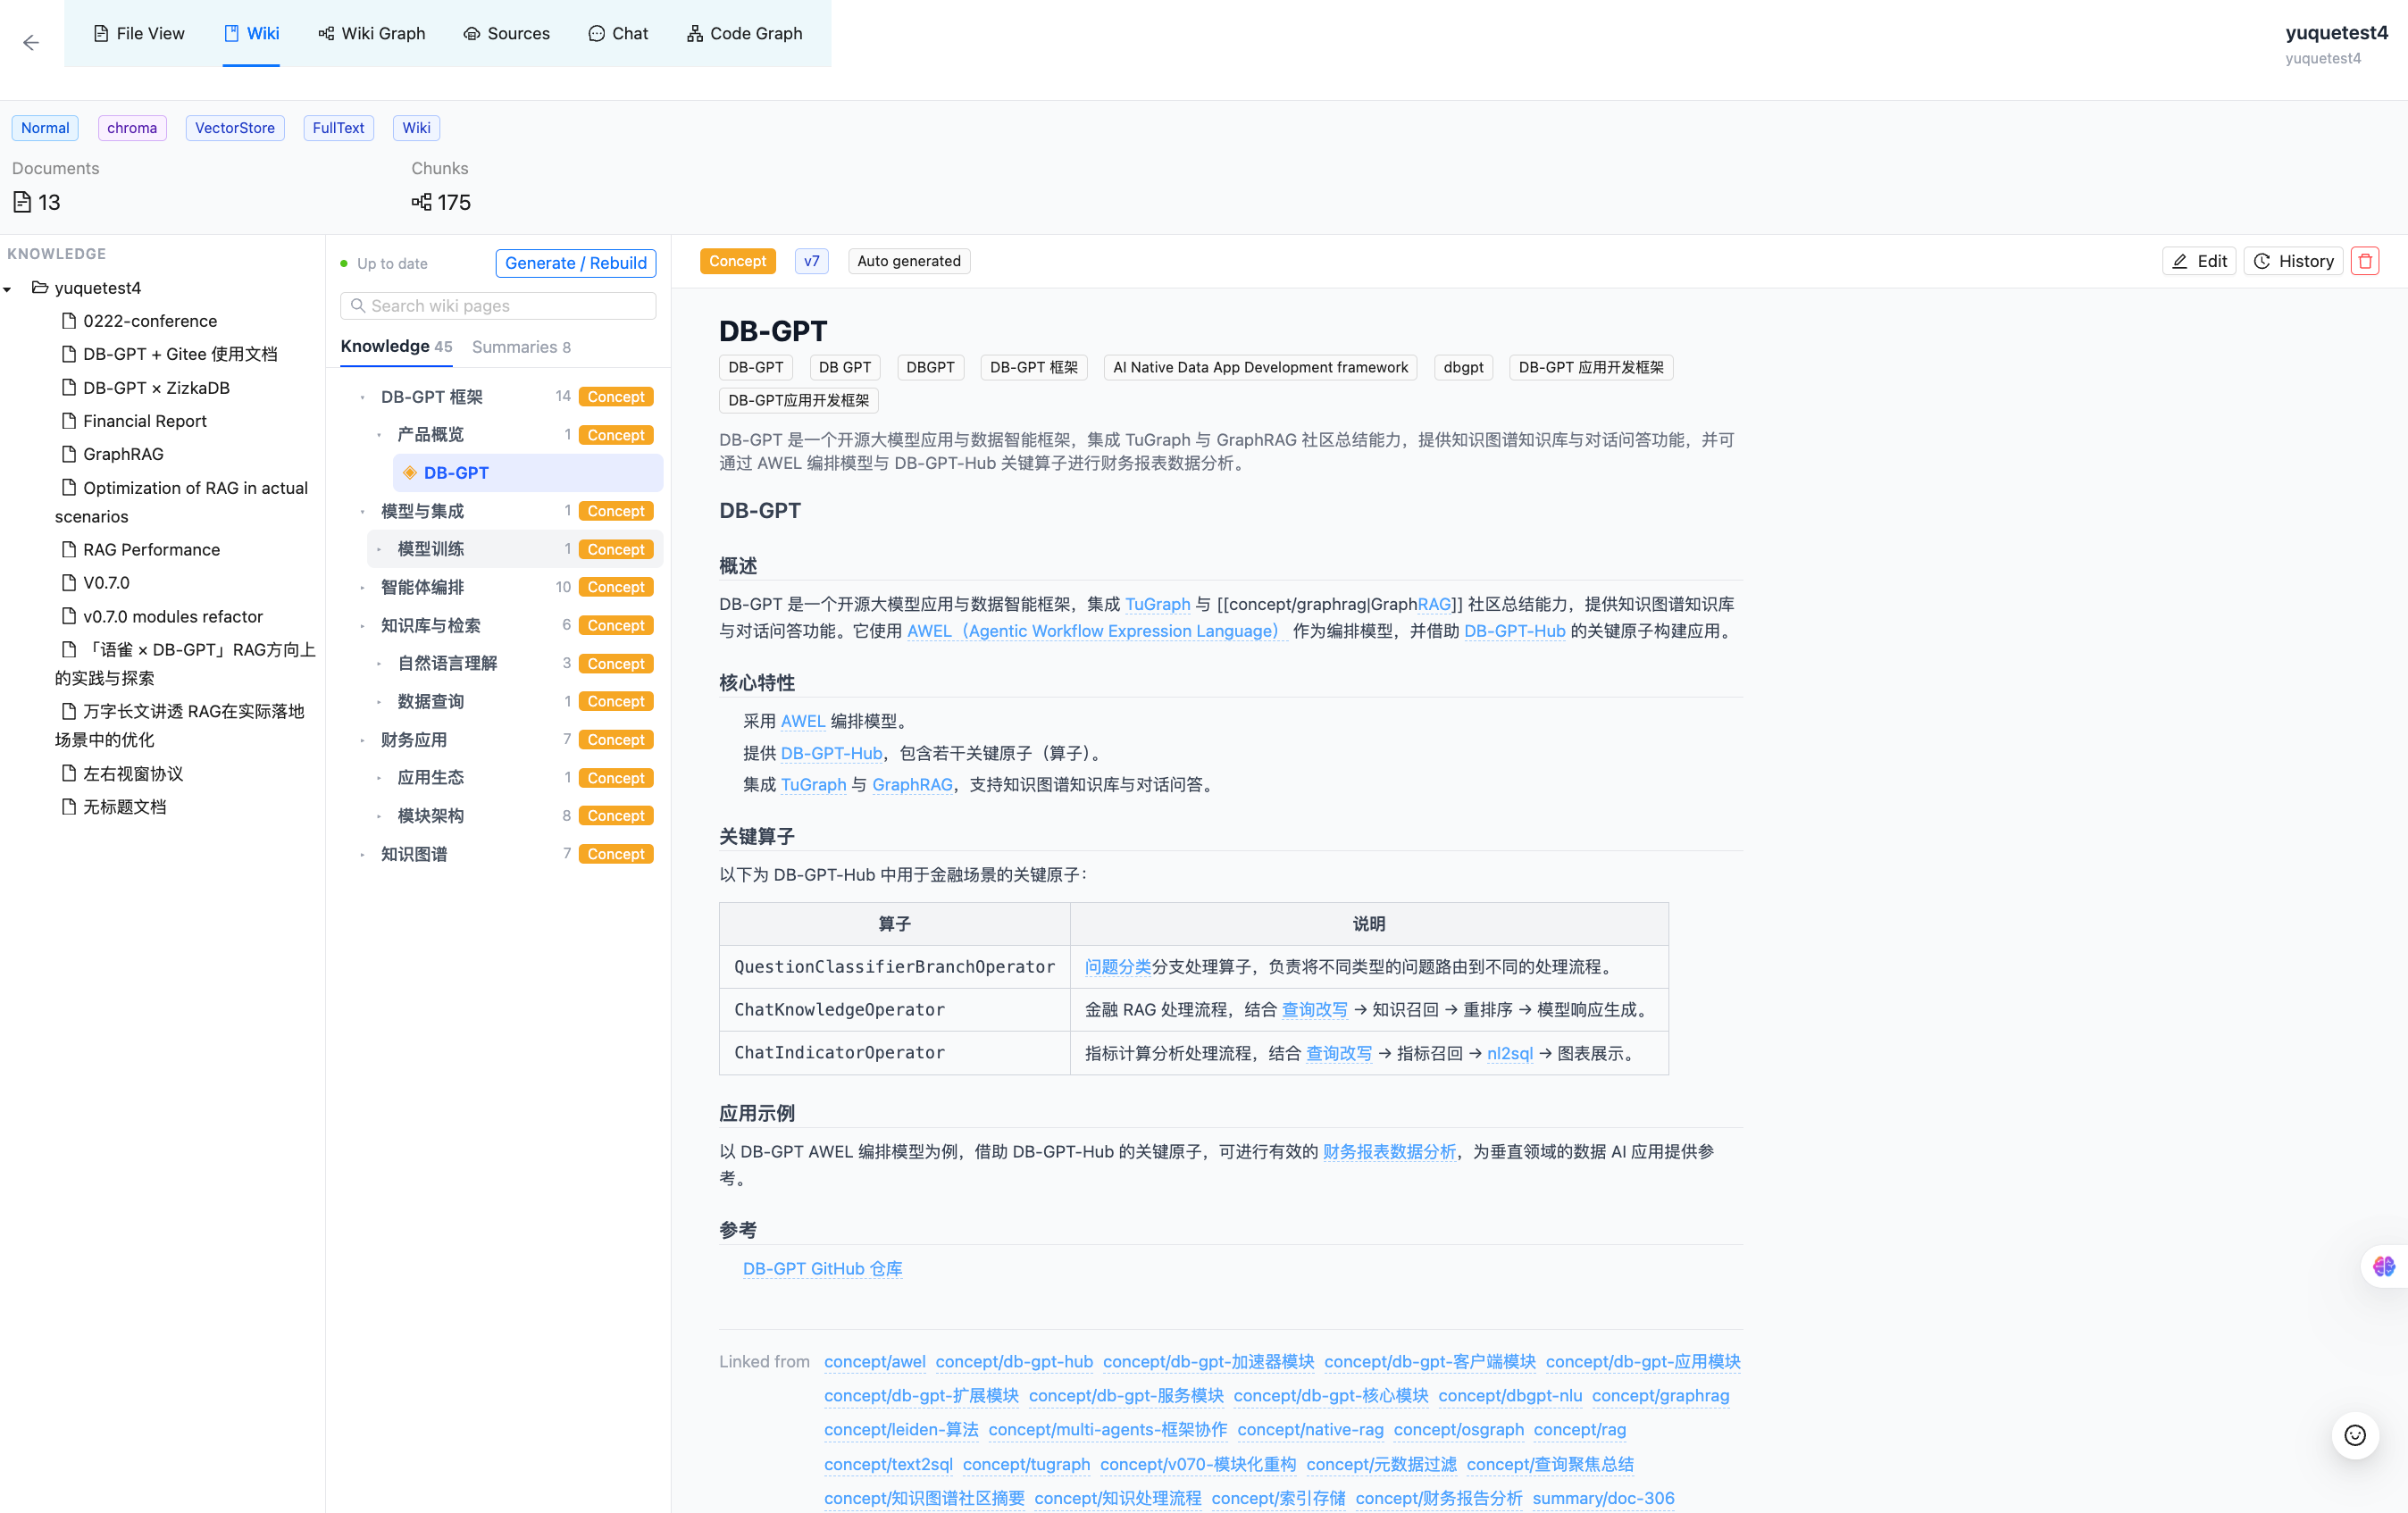 File View
Wiki
Wiki Graph
Sources
Chat
Code Graph
yuquetest4
yuquetest4
Normal
chroma
VectorStore
FullText
Wiki
Documents
13
Chunks
175
KNOWLEDGE
yuquetest4
0222-conference
DB-GPT + Gitee 使用文档
DB-GPT × ZizkaDB
Financial Report
GraphRAG
Optimization of RAG in actual
scenarios
RAG Performance
V0.7.0
v0.7.0 modules refactor
「语雀 × DB-GPT」RAG方向上
的实践与探索
万字长文讲透 RAG在实际落地
场景中的优化
左右视窗协议
无标题文档
Up to date
Generate / Rebuild
Search wiki pages
Knowledge 45
Summaries 8
DB-GPT 框架 14 Concept
产品概览 1 Concept
DB-GPT
模型与集成 1 Concept
模型训练 1 Concept
智能体编排 10 Concept
知识库与检索 6 Concept
自然语言理解 3 Concept
数据查询 1 Concept
财务应用 7 Concept
应用生态 1 Concept
模块架构 8 Concept
知识图谱 7 Concept
Concept
v7
Auto generated
Edit
History
DB-GPT
DB-GPT DB GPT DBGPT DB-GPT 框架 AI Native Data App Development framework dbgpt DB-GPT 应用开发框架
DB-GPT应用开发框架
DB-GPT 是一个开源大模型应用与数据智能框架，集成 TuGraph 与 GraphRAG 社区总结能力，提供知识图谱知识库与对话问答功能，并可
通过 AWEL 编排模型与 DB-GPT-Hub 关键算子进行财务报表数据分析。
DB-GPT
概述
DB-GPT 是一个开源大模型应用与数据智能框架，集成 TuGraph 与 [[concept/graphrag|GraphRAG]] 社区总结能力，提供知识图谱知识库
与对话问答功能。它使用 AWEL（Agentic Workflow Expression Language） 作为编排模型，并借助 DB-GPT-Hub 的关键原子构建应用。
核心特性
采用 AWEL 编排模型。
提供 DB-GPT-Hub，包含若干关键原子（算子）。
集成 TuGraph 与 GraphRAG，支持知识图谱知识库与对话问答。
关键算子
以下为 DB-GPT-Hub 中用于金融场景的关键原子：
算子 说明
QuestionClassifierBranchOperator 问题分类分支处理算子，负责将不同类型的问题路由到不同的处理流程。
ChatKnowledgeOperator 金融 RAG 处理流程，结合 查询改写 → 知识召回 → 重排序 → 模型响应生成。
ChatIndicatorOperator 指标计算分析处理流程，结合 查询改写 → 指标召回 → nl2sql → 图表展示。
应用示例
以 DB-GPT AWEL 编排模型为例，借助 DB-GPT-Hub 的关键原子，可进行有效的 财务报表数据分析，为垂直领域的数据 AI 应用提供参
考。
参考
DB-GPT GitHub 仓库
Linked from concept/awel concept/db-gpt-hub concept/db-gpt-加速器模块 concept/db-gpt-客户端模块 concept/db-gpt-应用模块
concept/db-gpt-扩展模块 concept/db-gpt-服务模块 concept/db-gpt-核心模块 concept/dbgpt-nlu concept/graphrag
concept/leiden-算法 concept/multi-agents-框架协作 concept/native-rag concept/osgraph concept/rag
concept/text2sql concept/tugraph concept/v070-模块化重构 concept/元数据过滤 concept/查询聚焦总结
concept/知识图谱社区摘要 concept/知识处理流程 concept/索引存储 concept/财务报告分析 summary/doc-306